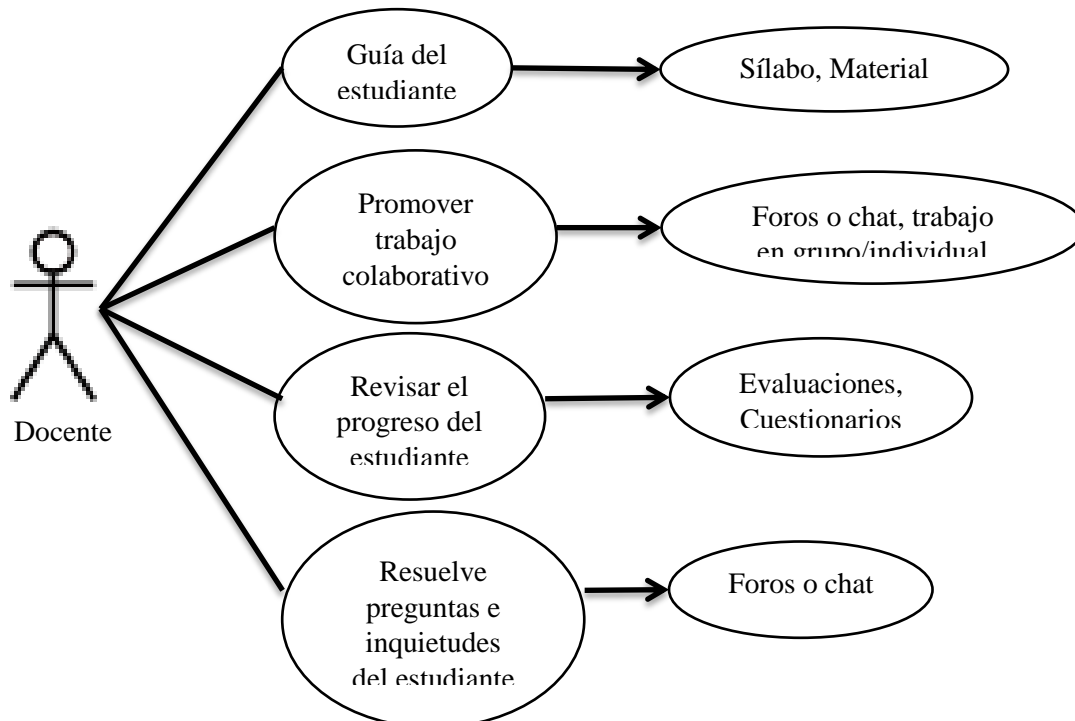 Guía del
estudiante
Sílabo, Material
Promover
trabajo
colaborativo
Foros o chat, trabajo
en grupo/individual
Docente
Revisar el
progreso del
estudiante
Evaluaciones,
Cuestionarios
Resuelve
preguntas e
inquietudes
del estudiante
Foros o chat